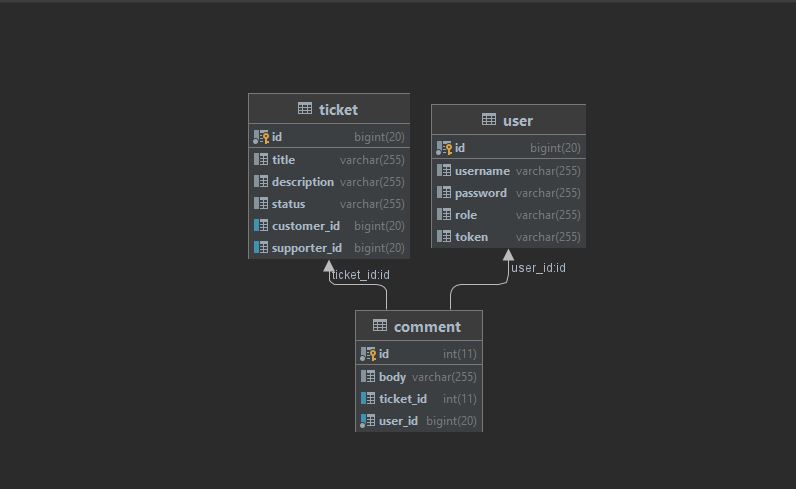 ticket
id bigint(20)
title varchar(255)
description varchar(255)
status varchar(255)
customer_id bigint(20)
supporter_id bigint(20)
user
id bigint(20)
username varchar(255)
password varchar(255)
role varchar(255)
token varchar(255)
ticket_id:id
user_id:id
comment
id int(11)
body varchar(255)
ticket_id int(11)
user_id bigint(20)